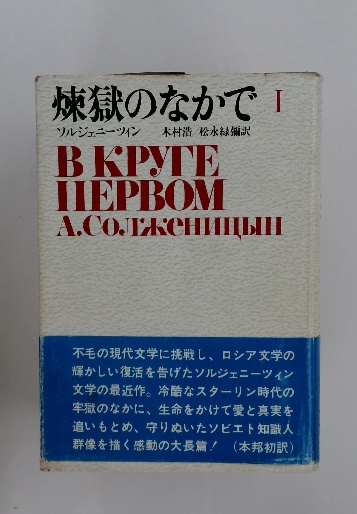 煉獄のなかで I
ソルジェニーツィン 木村浩 松永緑彌訳
В КРУГЕ
ПЕРВОМ
А.Солженицын
不毛の現代文学に挑戦し、ロシア文学の
輝かしい復活を告げたソルジェニーツィン
文学の最近作。冷酷なスターリン時代の
牢獄のなかに、生命をかけて愛と真実を
追いもとめ、守りぬいたソビエト知識人
群像を描く感動の大長篇! (本邦初訳)